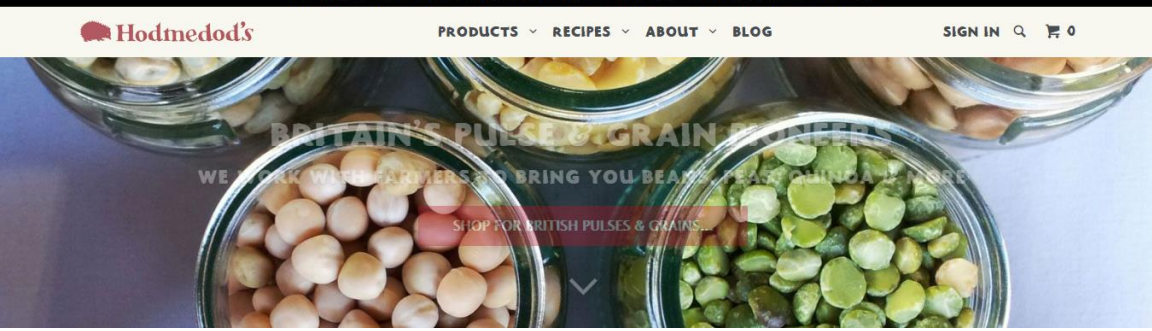 Hodmedod's
PRODUCTS RECIPES ABOUT BLOG
SIGN IN 0
BRITAIN'S PULSE & GRAIN PIONEERS
WE WORK WITH FARMERS TO BRING YOU BEANS, PEAS, QUINOA & MORE
SHOP FOR BRITISH PULSES & GRAINS...